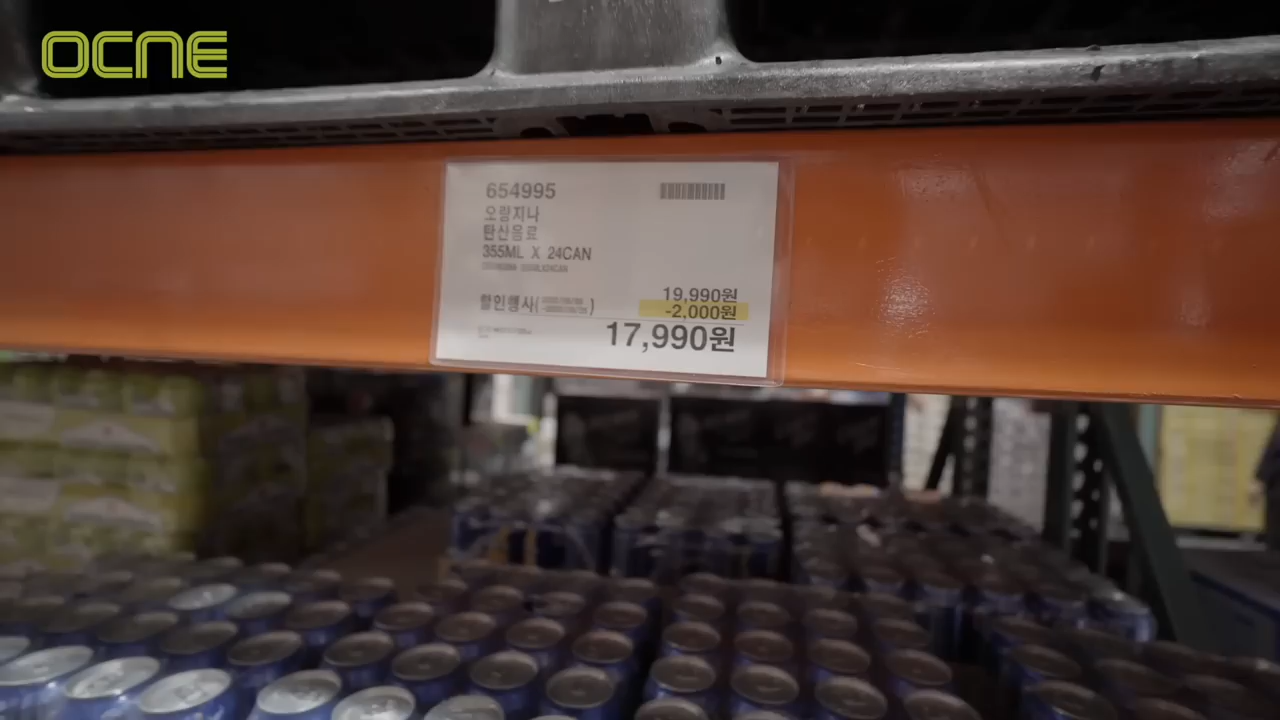 OCNE
654995
오랑지나
탄산음료
355ML X 24CAN
19,990원
할인행사( )
-2,000원
17,990원